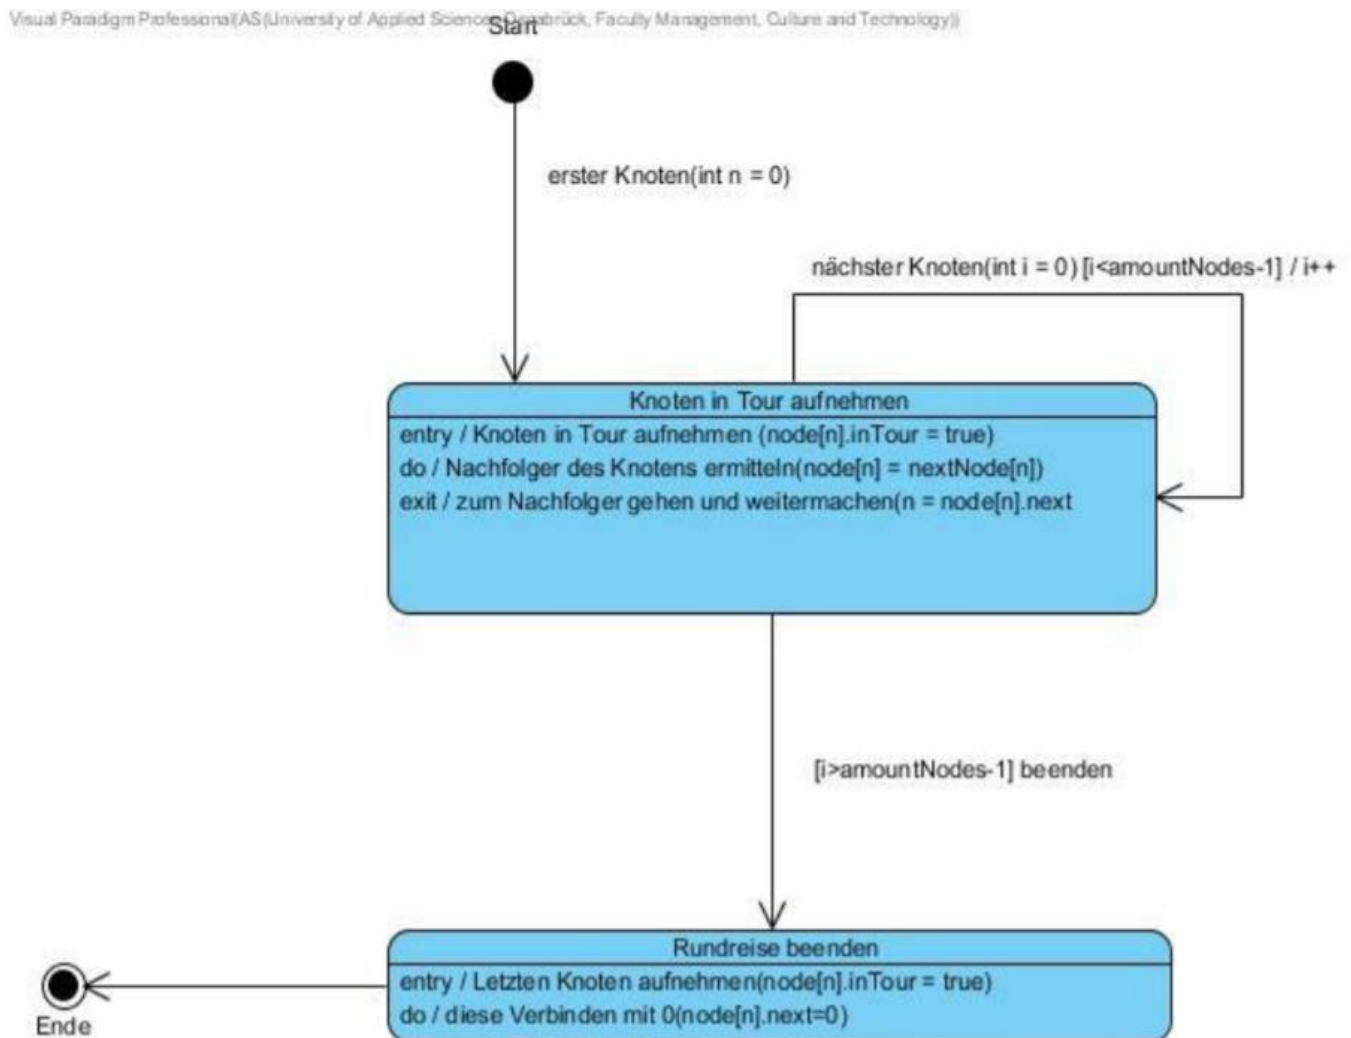 Visual Paradigm Professional(AS(University of Applied Sciences Osnabrück, Faculty Management, Culture and Technology))
Start
erster Knoten(int n = 0)
nächster Knoten(int i = 0) [i<amountNodes-1] / i++
Knoten in Tour aufnehmen
entry / Knoten in Tour aufnehmen (node[n].inTour = true)
do / Nachfolger des Knotens ermitteln(node[n] = nextNode[n])
exit / zum Nachfolger gehen und weitermachen(n = node[n].next
[i>amountNodes-1] beenden
Rundreise beenden
entry / Letzten Knoten aufnehmen(node[n].inTour = true)
do / diese Verbinden mit 0(node[n].next=0)
Ende